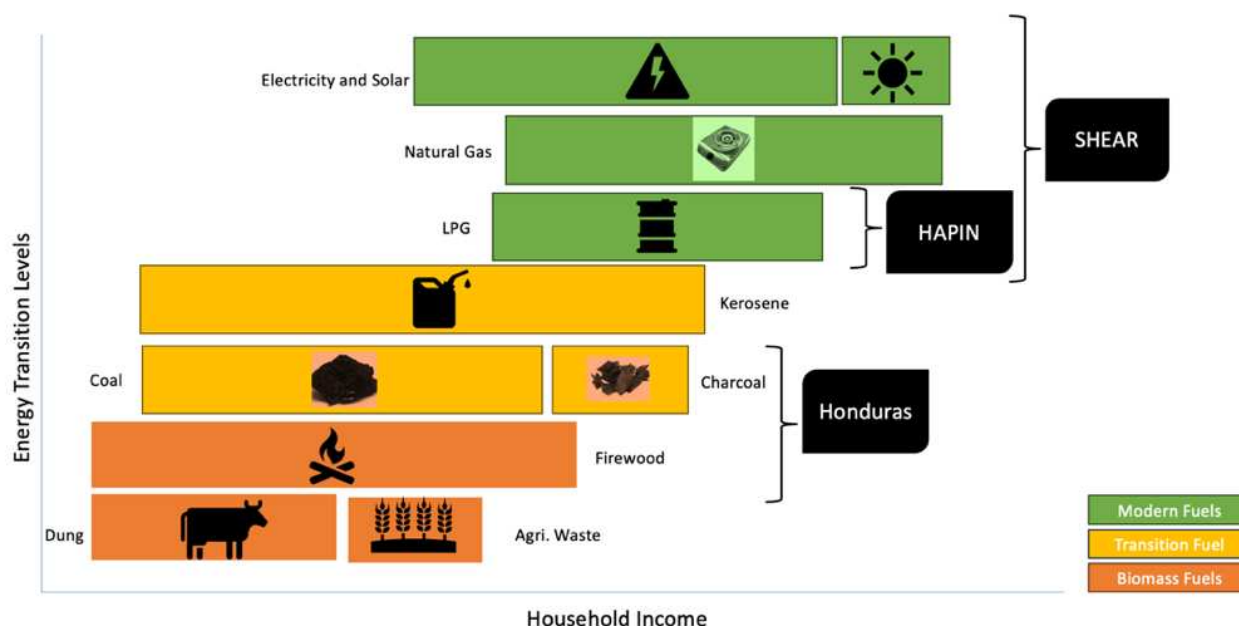 Electricity and Solar
SHEAR
Natural Gas
LPG
HAPIN
Kerosene
Coal
Charcoal
Honduras
Firewood
Dung
Agri. Waste
Energy Transition Levels
Modern Fuels
Transition Fuel
Biomass Fuels
Household Income